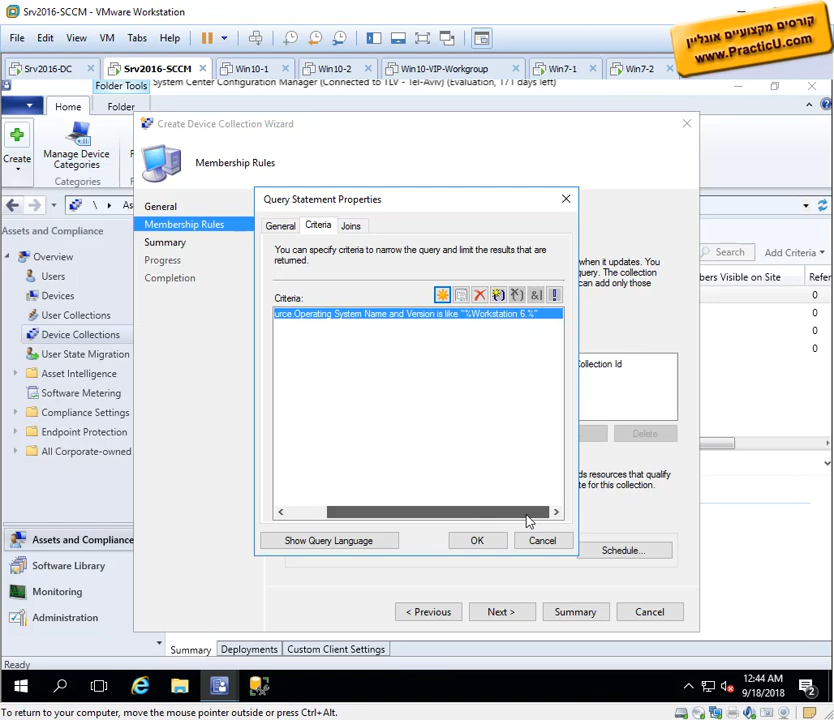 Srv2016-SCCM - VMware Workstation
קורסים מקצועיים אונליין
www.PracticU.com
File Edit View VM Tabs Help
Srv2016-DC Srv2016-SCCM Win10-1 Win10-2 Win10-VIP-Workgroup Win7-1 Win7-2
Folder Tools System Center Configuration Manager (Connected to TLV - Tel-Aviv) (Evaluation, 171 days left)
Home Folder
Create
Manage Device
Categories
Categories
Create Device Collection Wizard
Membership Rules
General
Membership Rules
Summary
Progress
Completion
Assets and Compliance
Overview
Users
Devices
User Collections
Device Collections
User State Migration
Asset Intelligence
Software Metering
Compliance Settings
Endpoint Protection
All Corporate-owned
Assets and Compliance
Software Library
Monitoring
Administration
Query Statement Properties
General Criteria Joins
You can specify criteria to narrow the query and limit the results that are
returned.
Criteria:
urce.Operating System Name and Version is like "%Workstation 6.%"
Show Query Language OK Cancel
when it updates. You
query. The collection
can add only those
ollection Id
Delete
ds resources that qualify
te for this collection.
Schedule...
< Previous Next > Summary Cancel
Search Add Criteria
bers Visible on Site Refer
0
0
0
0
Summary Deployments Custom Client Settings
Ready
12:44 AM
9/18/2018
2
To return to your computer, move the mouse pointer outside or press Ctrl+Alt.